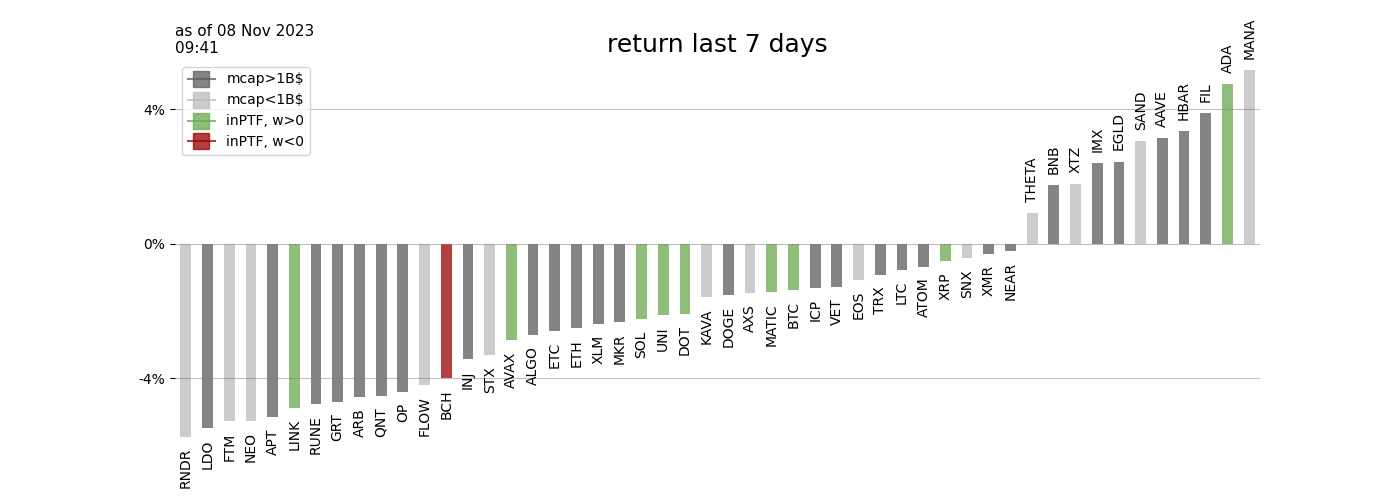 as of 08 Nov 2023
09:41
return last 7 days
mcap>1B$
mcap<1B$
inPTF, w>0
inPTF, w<0
4%
0%
-4%
RNDR
LDO
FTM
NEO
APT
LINK
RUNE
GRT
ARB
QNT
OP
FLOW
BCH
INJ
STX
AVAX
ALGO
ETC
ETH
XLM
MKR
SOL
UNI
DOT
KAVA
DOGE
AXS
MATIC
BTC
ICP
VET
EOS
TRX
LTC
ATOM
XRP
SNX
XMR
NEAR
THETA
BNB
XTZ
IMX
EGLD
SAND
AAVE
HBAR
FIL
ADA
MANA